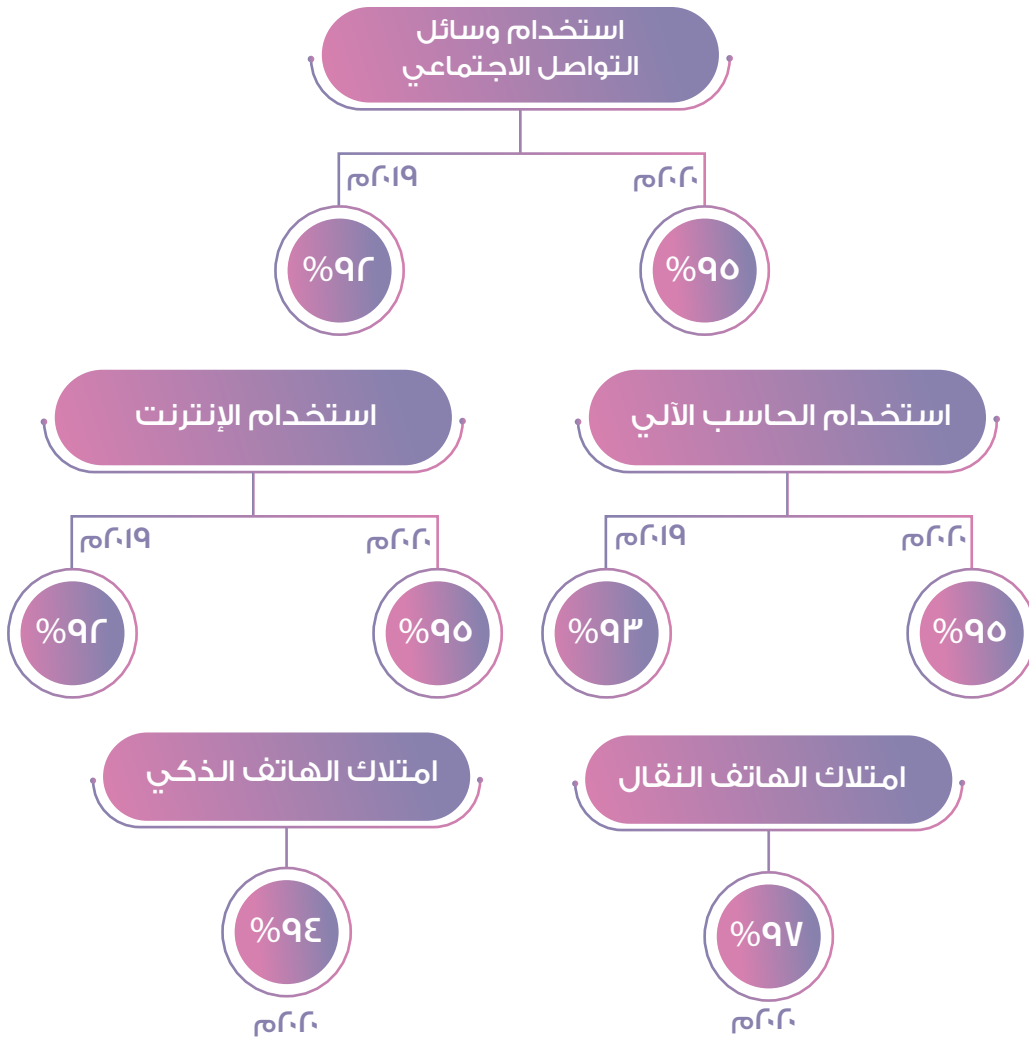 استخدام وسائل
التواصل الاجتماعي
٢٠٢٠م
٢٠١٩م
٩٥%
٩٢%
استخدام الحاسب الآلي
٢٠٢٠م
٢٠١٩م
٩٥%
٩٣%
استخدام الإنترنت
٢٠٢٠م
٢٠١٩م
٩٥%
٩٢%
امتلاك الهاتف النقال
٩٧%
٢٠٢٠م
امتلاك الهاتف الذكي
٩٤%
٢٠٢٠م